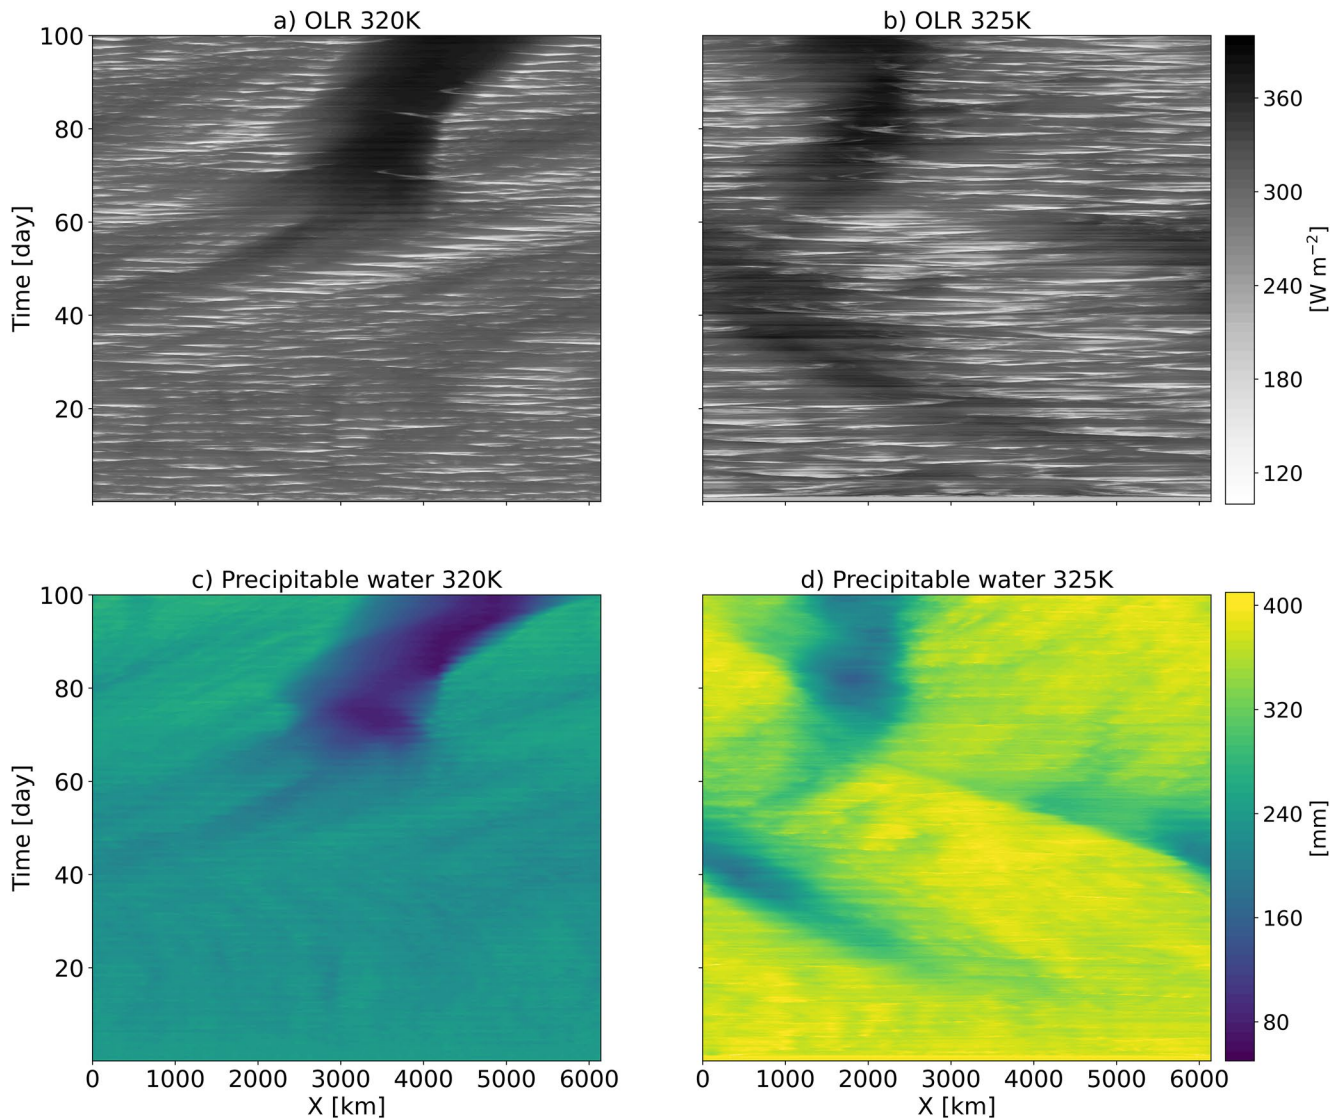 a) OLR 320K
b) OLR 325K
100
80
60
40
20
Time [day]
360
300
240
180
120
[W m⁻²]
c) Precipitable water 320K
d) Precipitable water 325K
100
80
60
40
20
Time [day]
0 1000 2000 3000 4000 5000 6000
X [km]
0 1000 2000 3000 4000 5000 6000
X [km]
400
320
240
160
80
[mm]